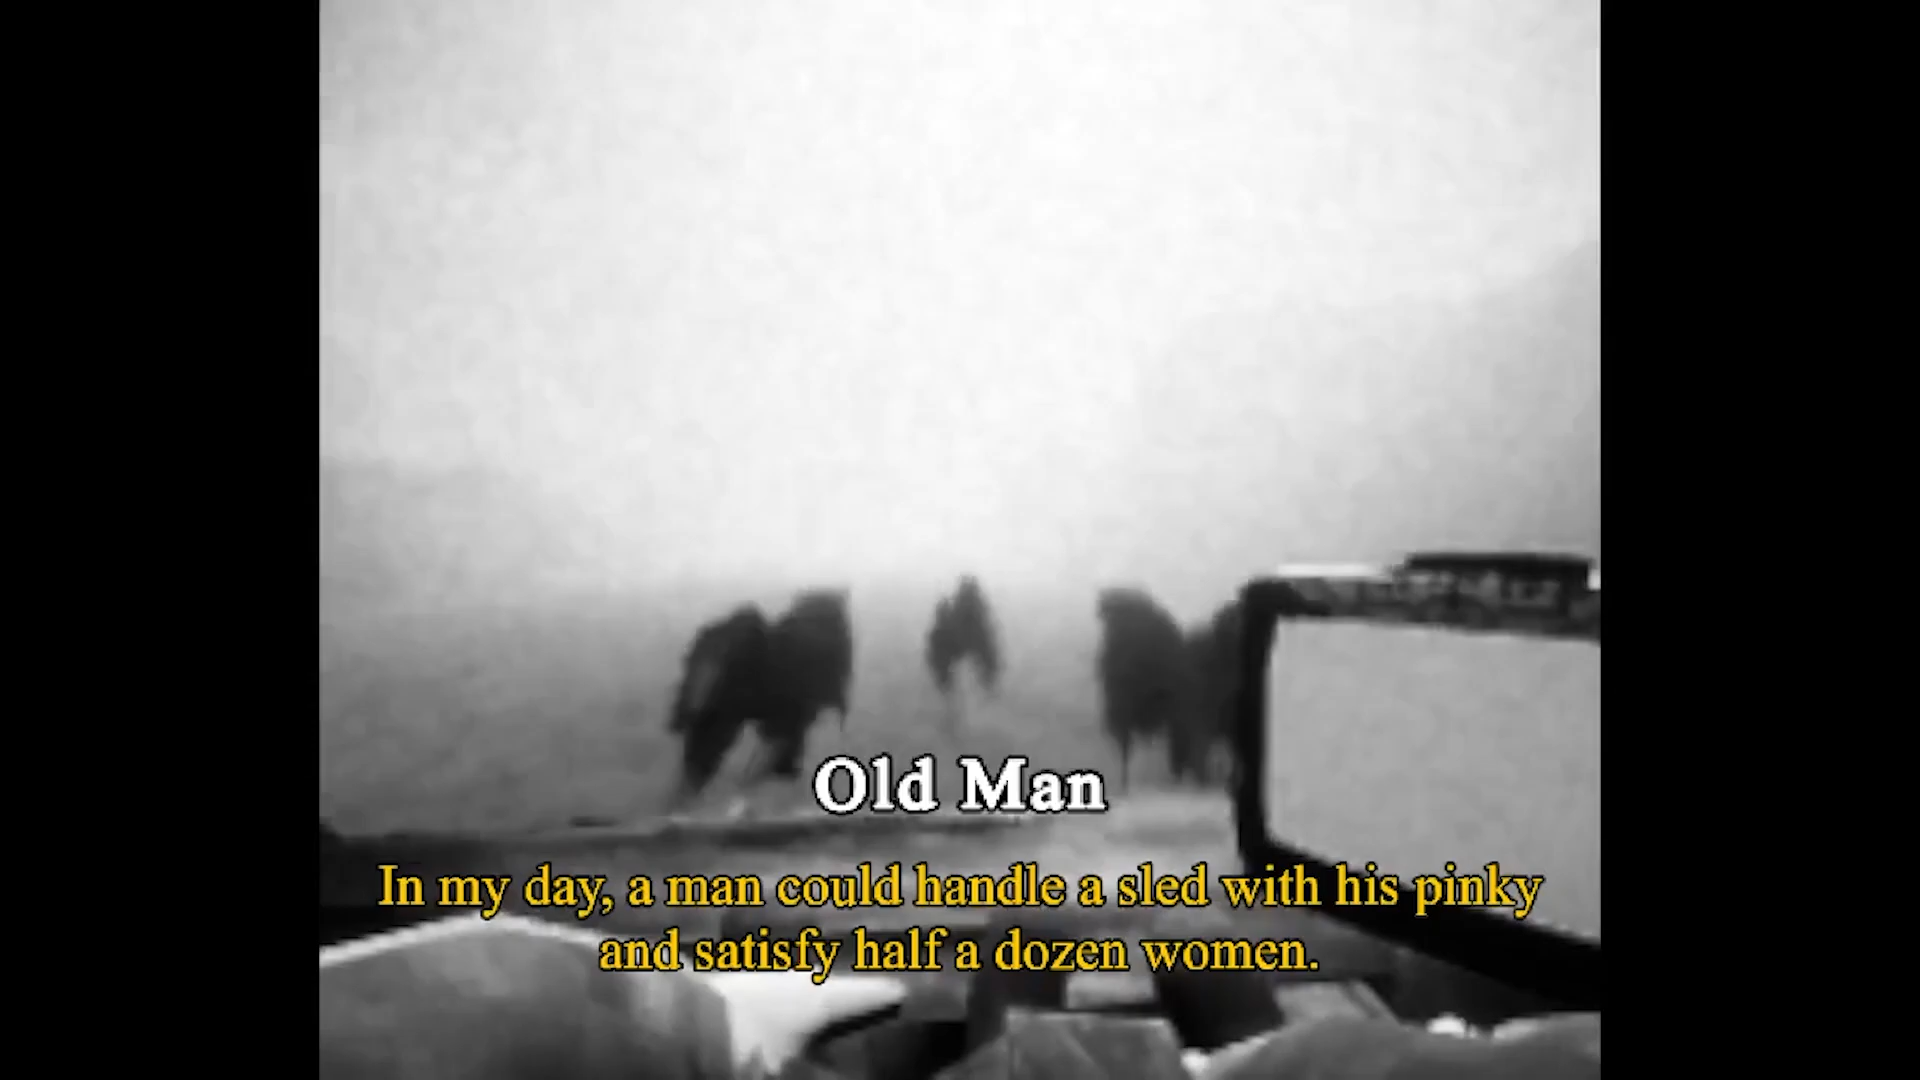 Old Man
In my day, a man could handle a sled with his pinky
and satisfy half a dozen women.